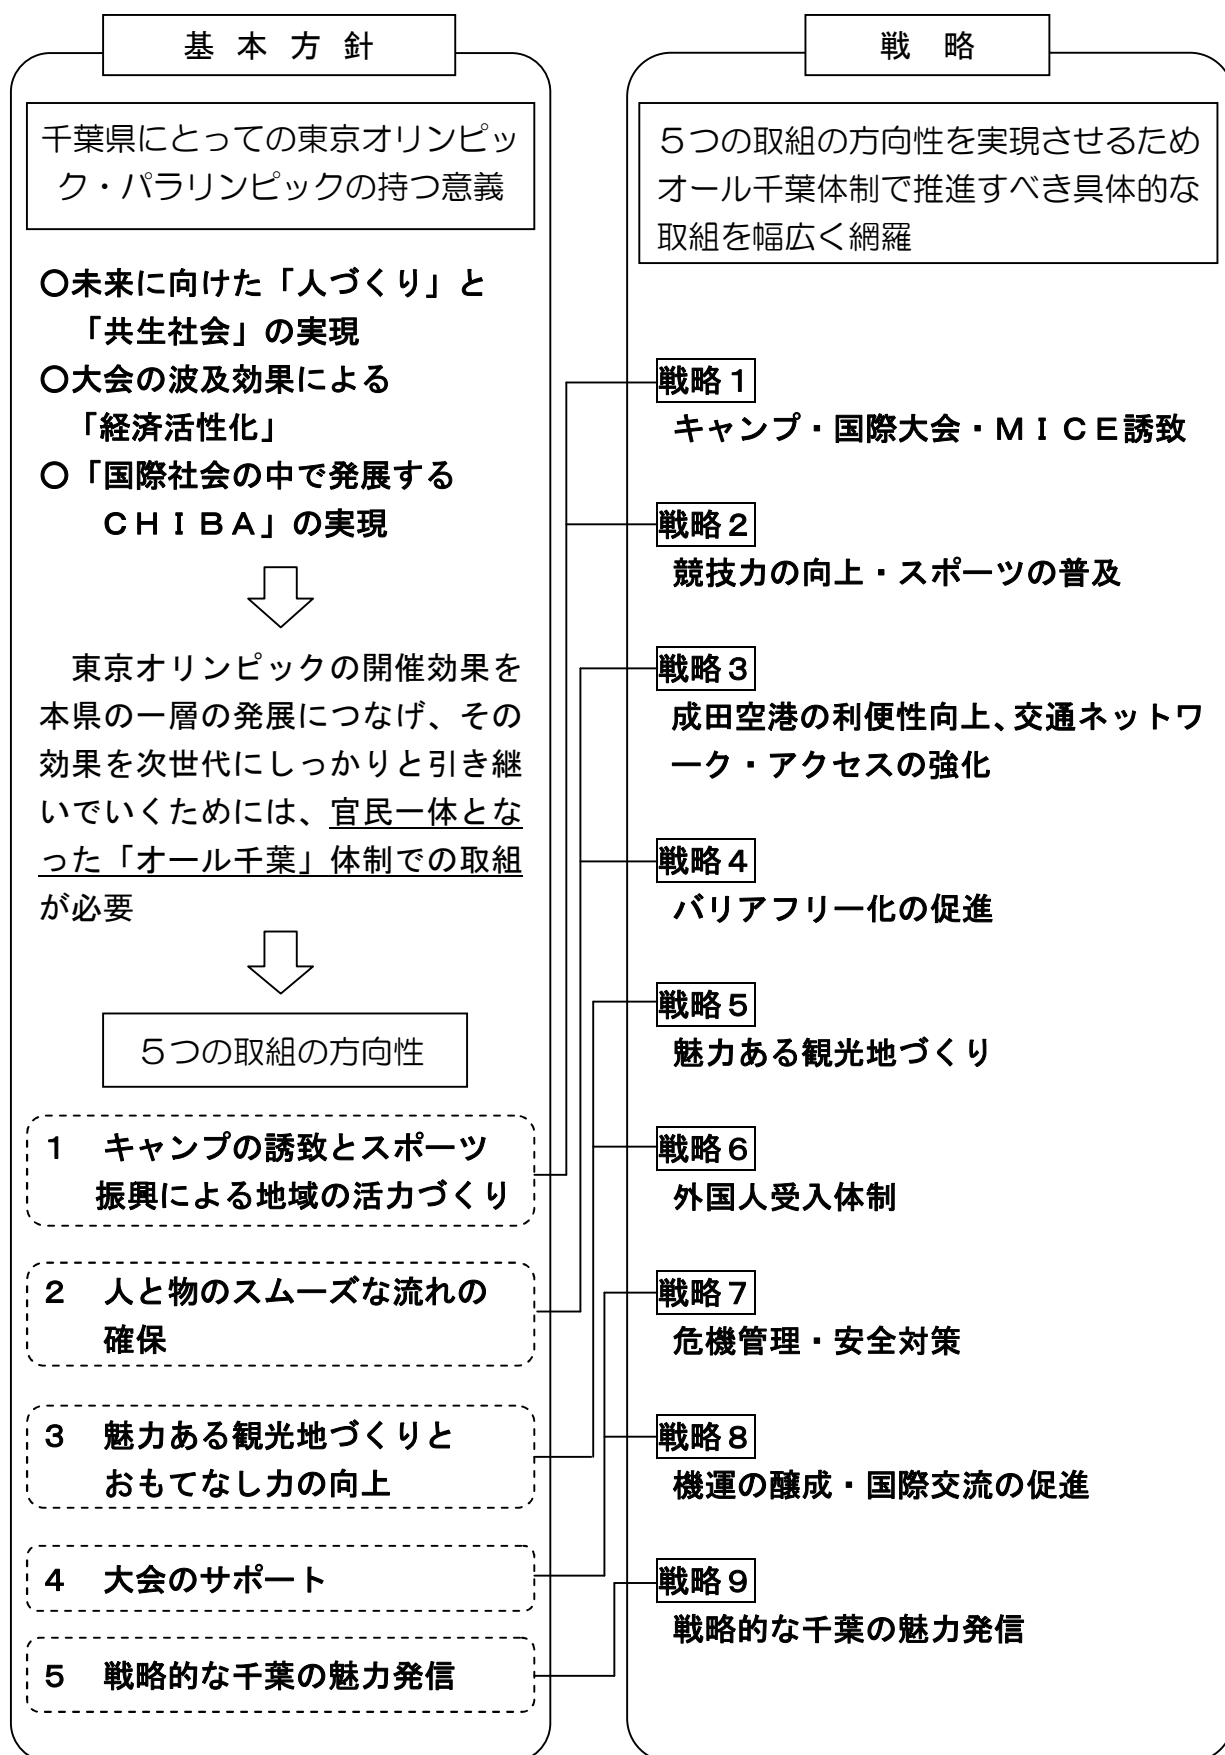 基本方針
千葉県にとっての東京オリンピッ
ク・パラリンピックの持つ意義
○未来に向けた「人づくり」と
「共生社会」の実現
○大会の波及効果による
「経済活性化」
○「国際社会の中で発展する
ＣＨＩＢＡ」の実現
東京オリンピックの開催効果を
本県の一層の発展につなげ、その
効果を次世代にしっかりと引き継
いでいくためには、官民一体とな
った「オール千葉」体制での取組
が必要
５つの取組の方向性
１　キャンプの誘致とスポーツ
振興による地域の活力づくり
２　人と物のスムーズな流れの
確保
３　魅力ある観光地づくりと
おもてなし力の向上
４　大会のサポート
５　戦略的な千葉の魅力発信
戦略
５つの取組の方向性を実現させるため
オール千葉体制で推進すべき具体的な
取組を幅広く網羅
戦略１
キャンプ・国際大会・ＭＩＣＥ誘致
戦略２
競技力の向上・スポーツの普及
戦略３
成田空港の利便性向上、交通ネットワ
ーク・アクセスの強化
戦略４
バリアフリー化の促進
戦略５
魅力ある観光地づくり
戦略６
外国人受入体制
戦略７
危機管理・安全対策
戦略８
機運の醸成・国際交流の促進
戦略９
戦略的な千葉の魅力発信